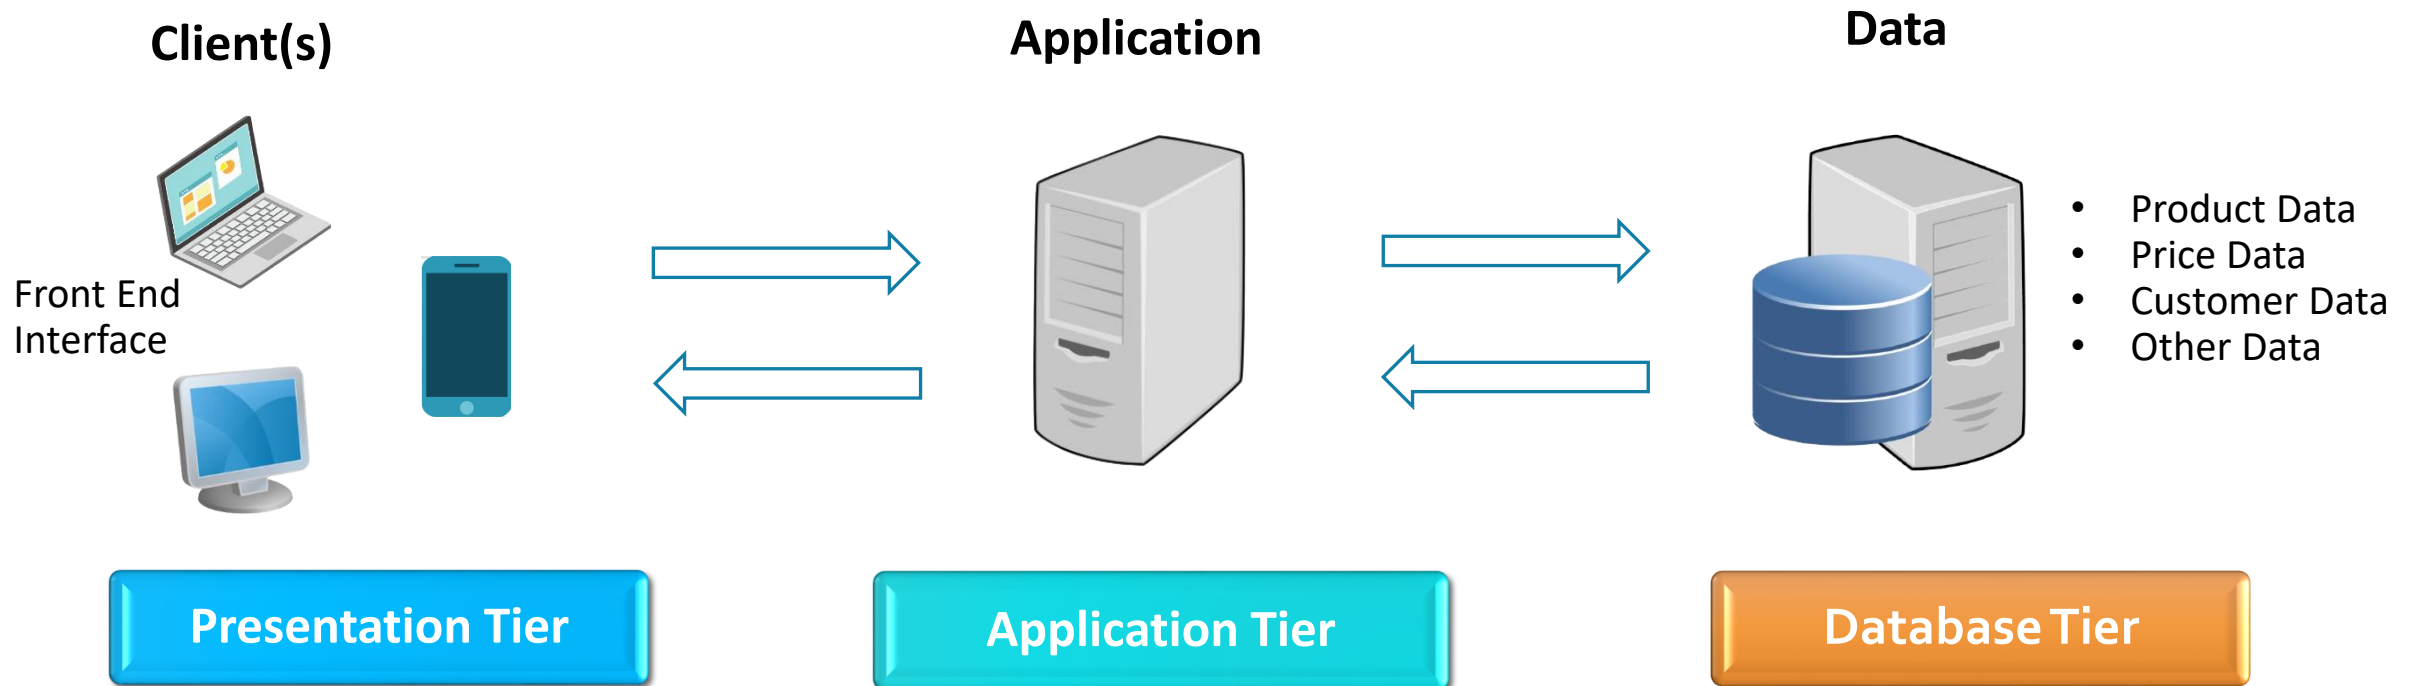 Client(s)
Application
Data
Front End
Interface
• Product Data
• Price Data
• Customer Data
• Other Data
Presentation Tier
Application Tier
Database Tier